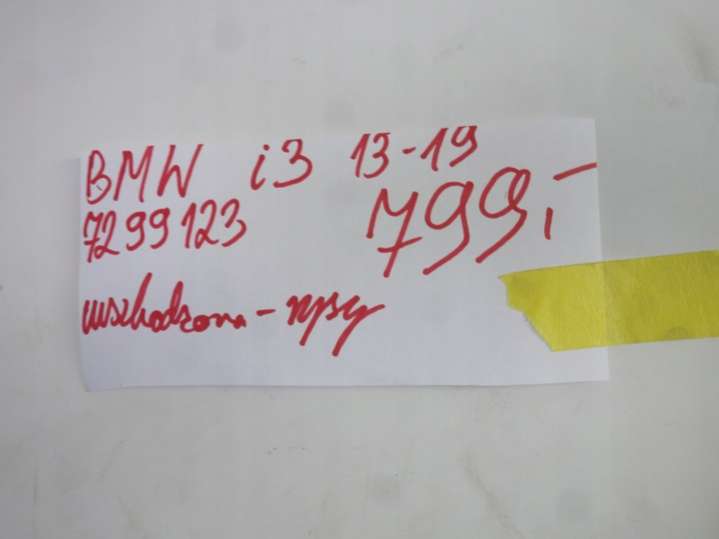 BMW i3 13-19
7299123 799,-
uszkodzona - rysy